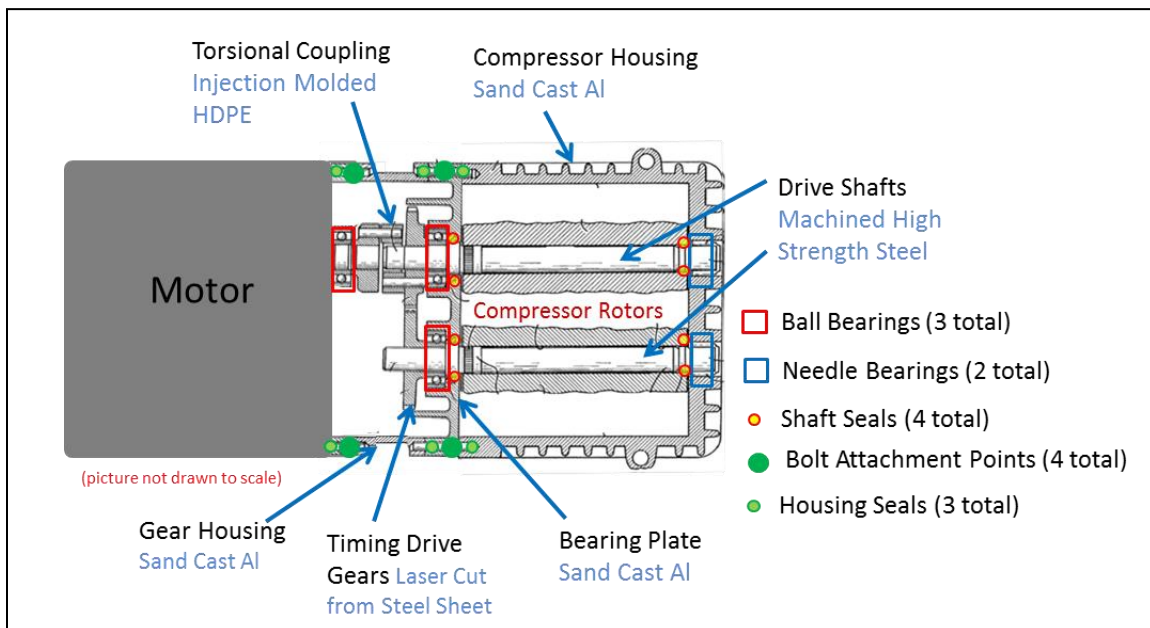 Torsional Coupling
Injection Molded
HDPE
Compressor Housing
Sand Cast Al
Drive Shafts
Machined High
Strength Steel
Motor
Compressor Rotors
Ball Bearings (3 total)
Needle Bearings (2 total)
Shaft Seals (4 total)
Bolt Attachment Points (4 total)
Housing Seals (3 total)
(picture not drawn to scale)
Gear Housing
Sand Cast Al
Timing Drive
Gears Laser Cut
from Steel Sheet
Bearing Plate
Sand Cast Al